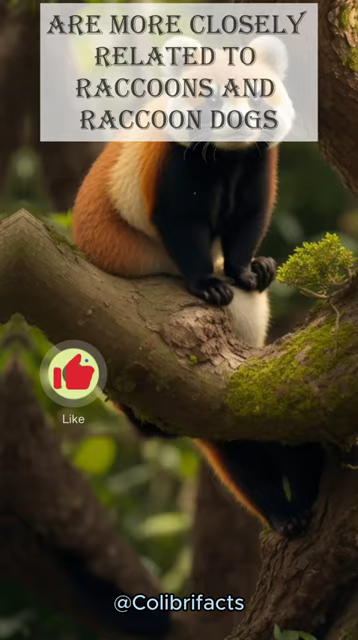 ARE MORE CLOSELY
RELATED TO
RACCOONS AND
RACCOON DOGS
Like
@Colibrifacts